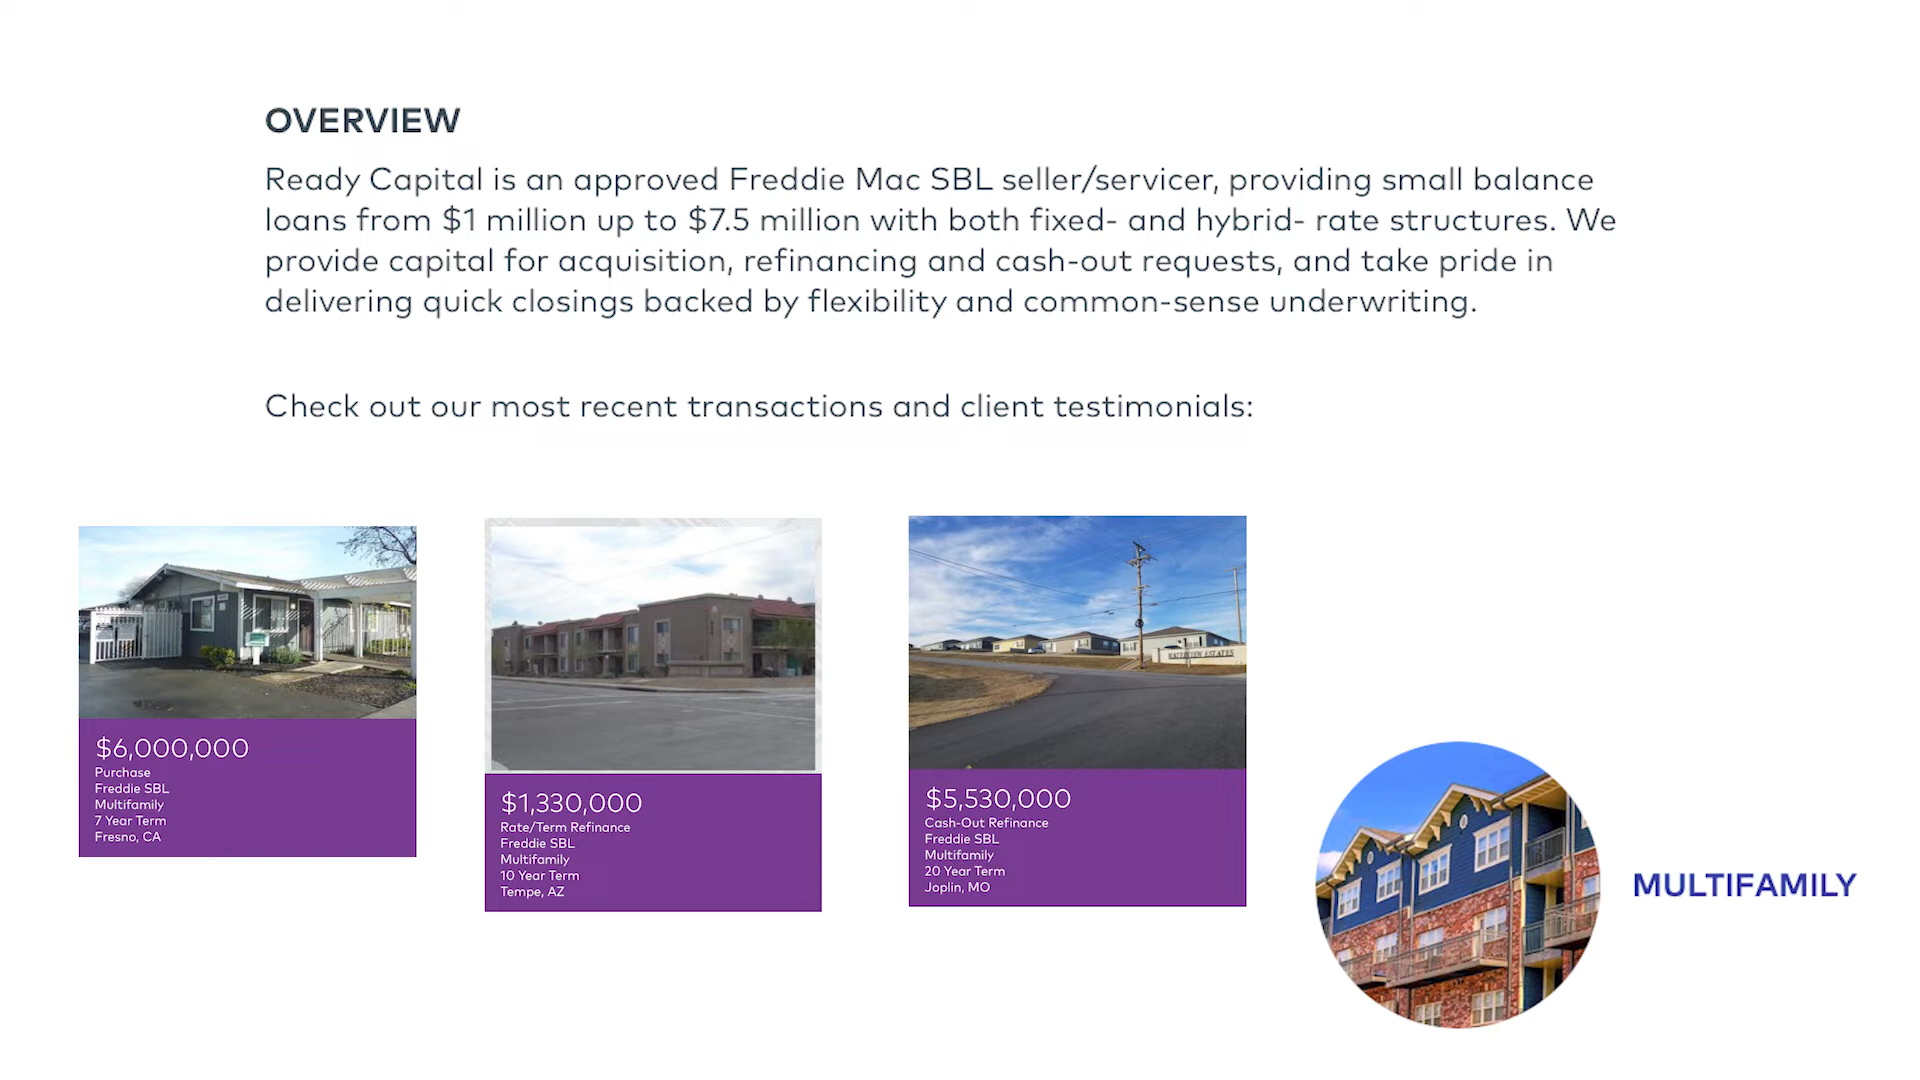 OVERVIEW
Ready Capital is an approved Freddie Mac SBL seller/servicer, providing small balance
loans from $1 million up to $7.5 million with both fixed- and hybrid- rate structures. We
provide capital for acquisition, refinancing and cash-out requests, and take pride in
delivering quick closings backed by flexibility and common-sense underwriting.
Check out our most recent transactions and client testimonials:
$6,000,000
Purchase
Freddie SBL
Multifamily
7 Year Term
Fresno, CA
$1,330,000
Rate/Term Refinance
Freddie SBL
Multifamily
10 Year Term
Tempe, AZ
WATERVIEW ESTATES
$5,530,000
Cash-Out Refinance
Freddie SBL
Multifamily
20 Year Term
Joplin, MO
MULTIFAMILY